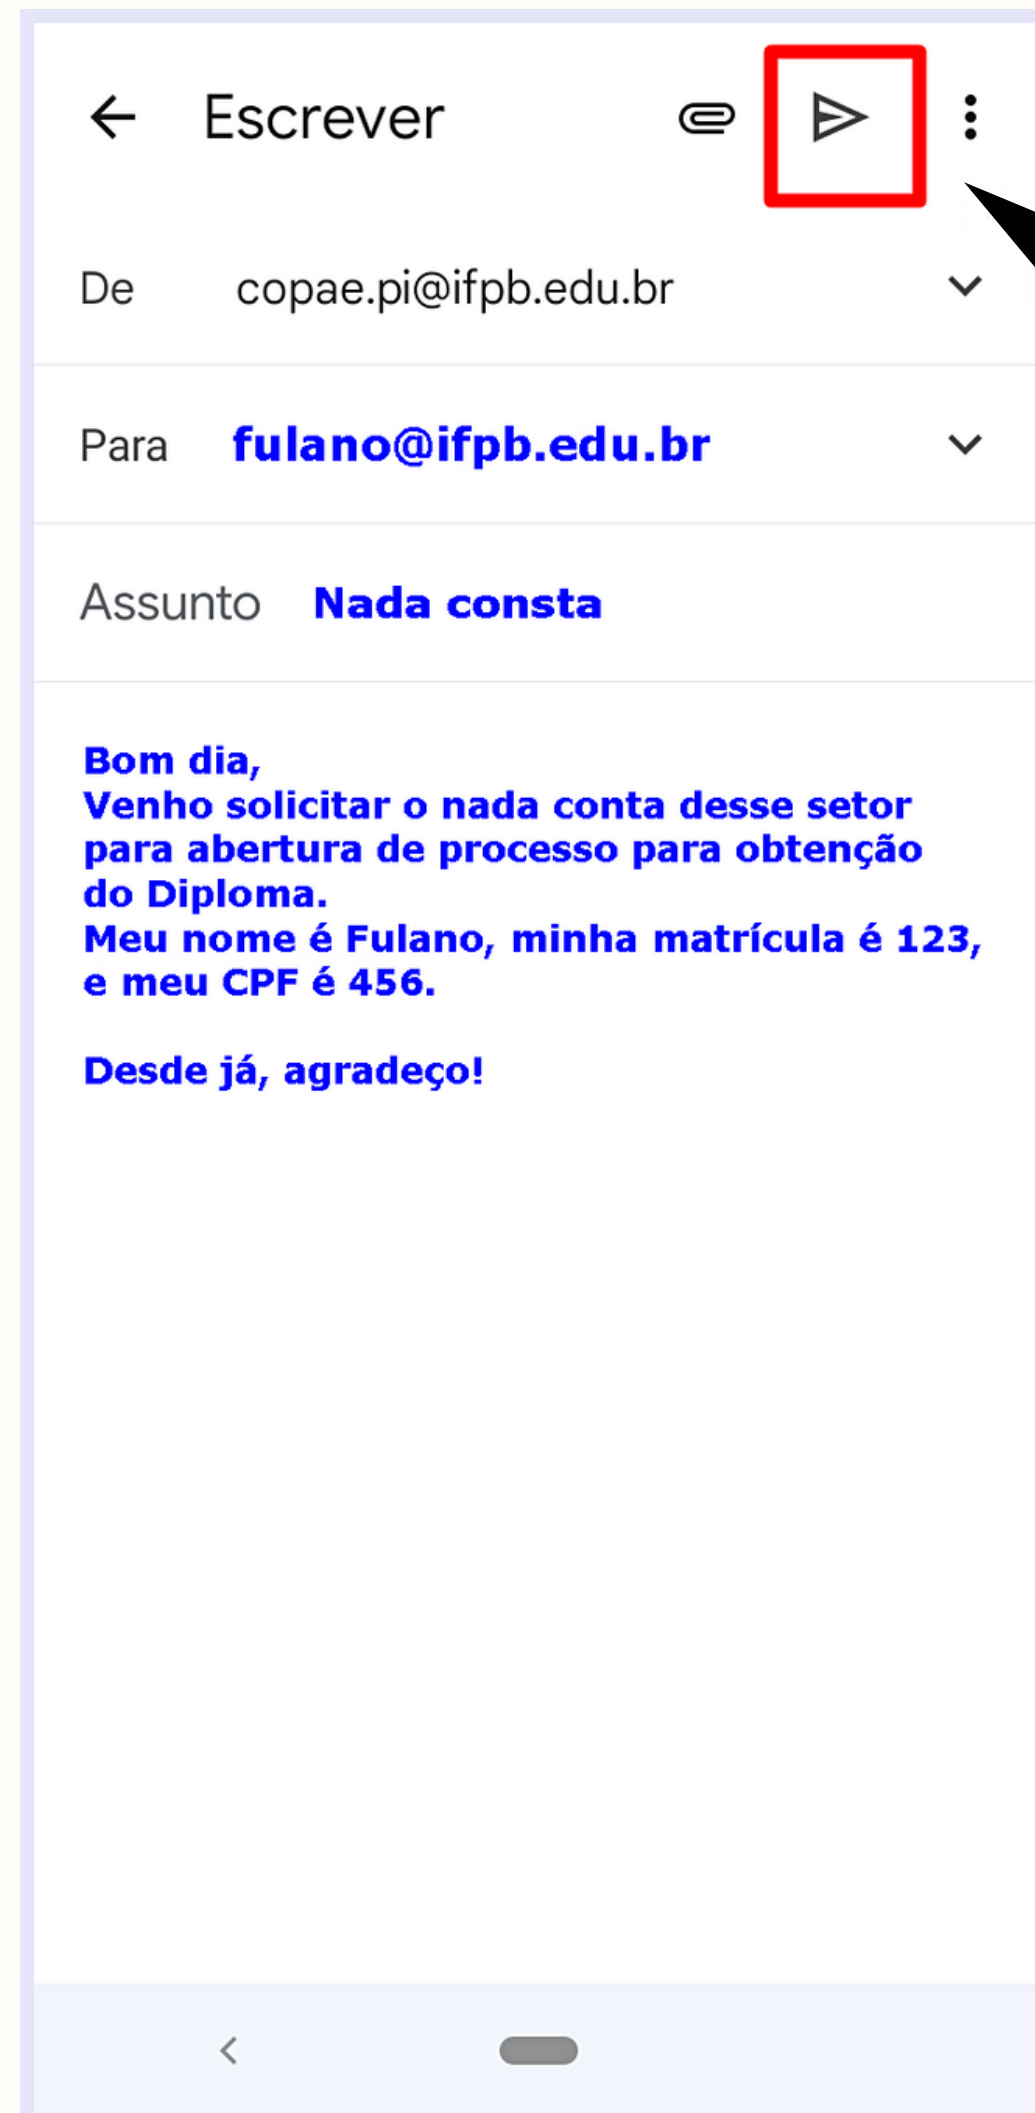 Escrever
De copae.pi@ifpb.edu.br
Para fulano@ifpb.edu.br
Assunto Nada consta
Bom dia,
Venho solicitar o nada conta desse setor
para abertura de processo para obtenção
do Diploma.
Meu nome é Fulano, minha matrícula é 123,
e meu CPF é 456.
Desde já, agradeço!